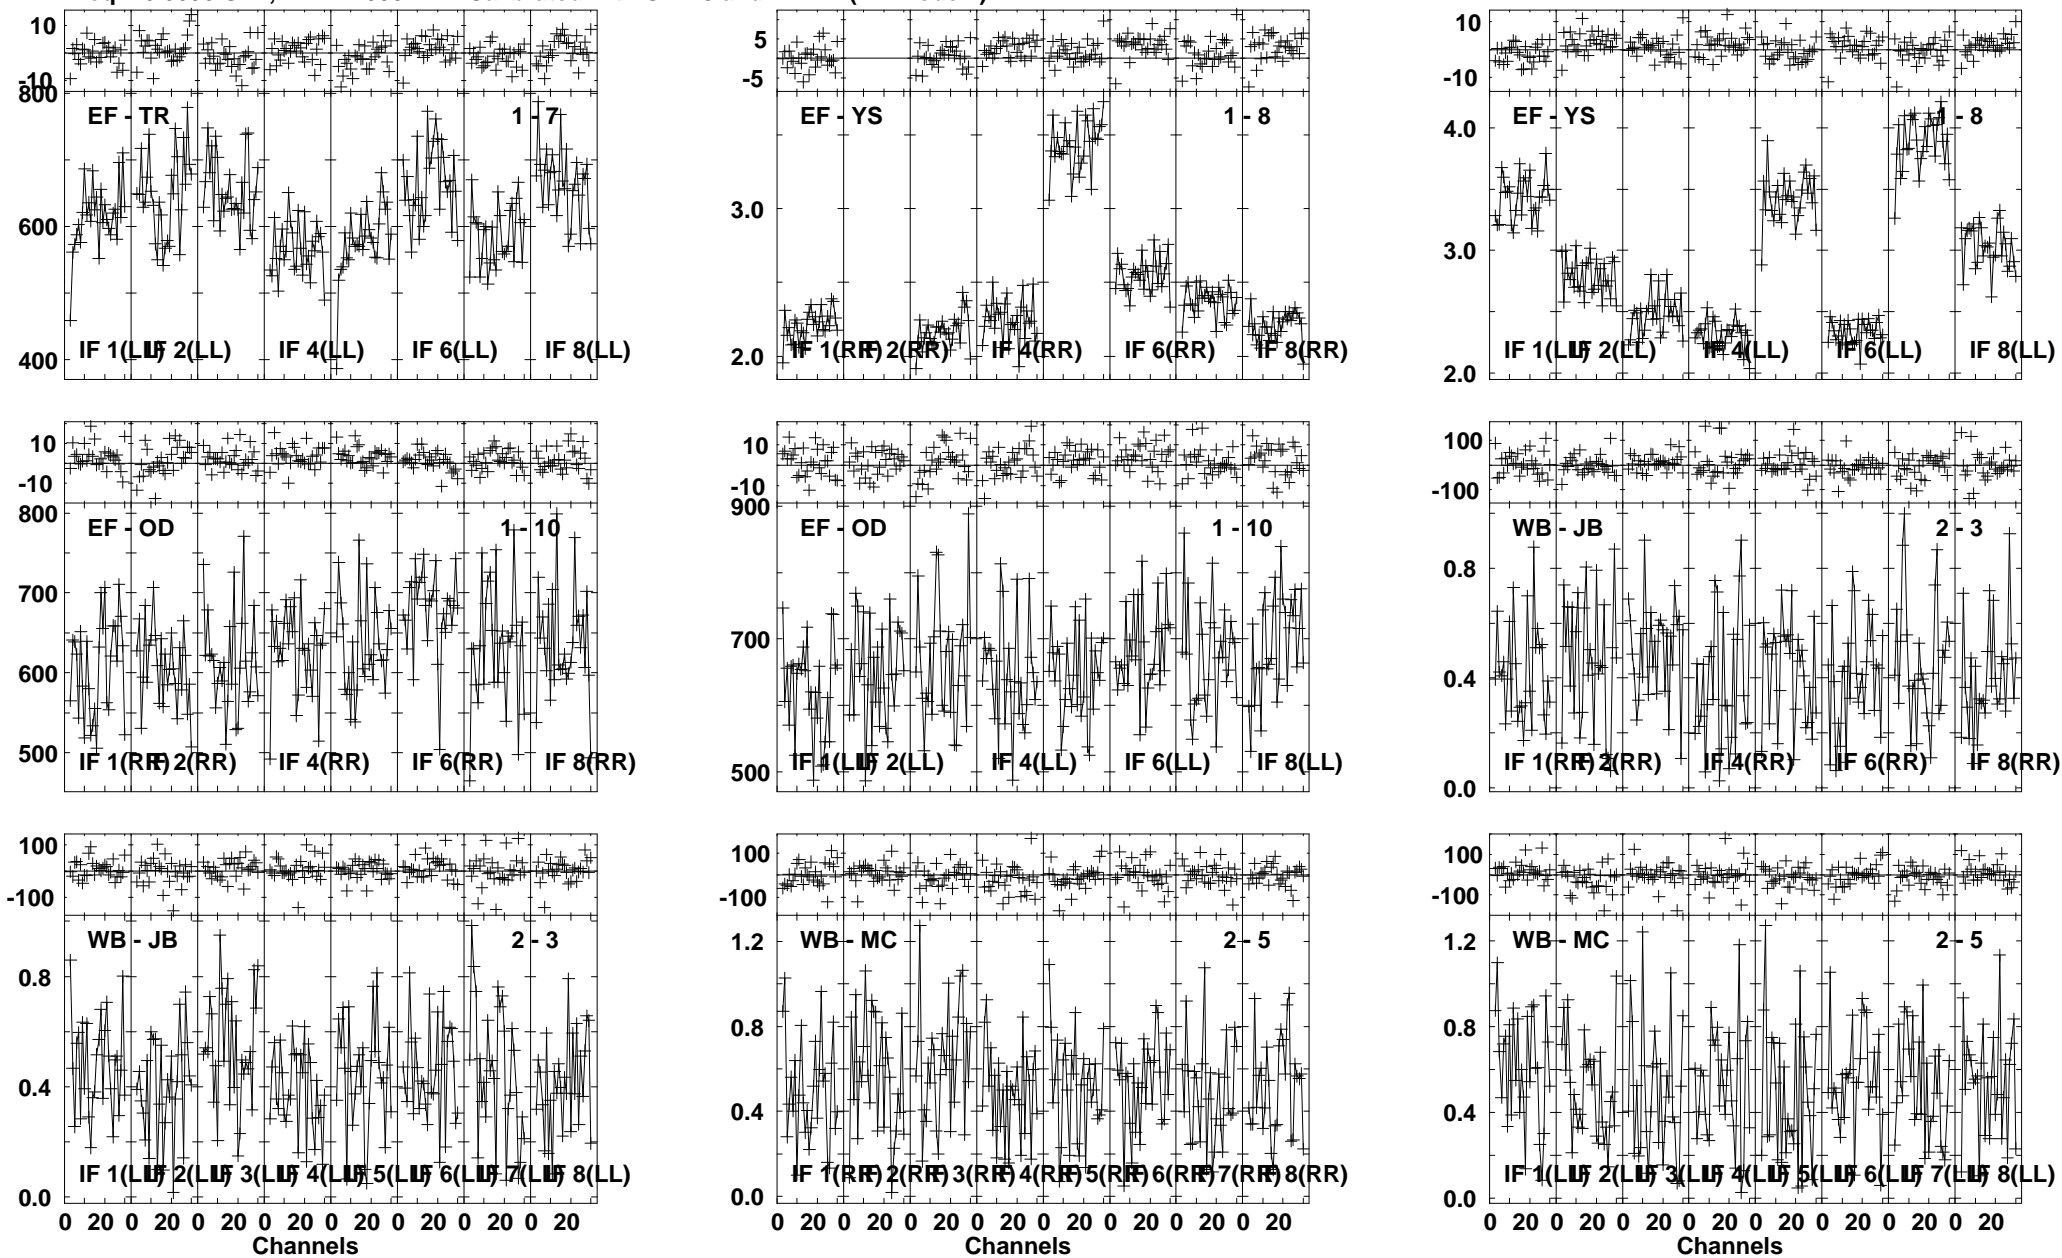 10
-10
800
EF - TR 1 - 7
600
400
IF 1(LL) IF 2(LL) IF 4(LL) IF 6(LL) IF 8(LL)
5
-5
EF - YS 1 - 8
3.0
2.0
IF 1(RR) IF 2(RR) IF 4(RR) IF 6(RR) IF 8(RR)
10
-10
EF - YS 1 - 8
4.0
3.0
2.0
IF 1(LL) IF 2(LL) IF 4(LL) IF 6(LL) IF 8(LL)
10
-10
800
EF - OD 1 - 10
700
600
500
IF 1(RR) IF 2(RR) IF 4(RR) IF 6(RR) IF 8(RR)
10
-10
900
EF - OD 1 - 10
700
500
IF 1(LL) IF 2(LL) IF 4(LL) IF 6(LL) IF 8(LL)
100
-100
WB - JB 2 - 3
0.8
0.4
0.0
IF 1(RR) IF 2(RR) IF 4(RR) IF 6(RR) IF 8(RR)
100
-100
WB - JB 2 - 3
0.8
0.4
0.0
IF 1(LL) IF 2(LL) IF 3(LL) IF 4(LL) IF 5(LL) IF 6(LL) IF 7(LL) IF 8(LL)
0 20 0 20 0 20 0 20 0 20 0 20 0 20 0 20
Channels
100
-100
WB - MC 2 - 5
1.2
0.8
0.4
0.0
IF 1(RR) IF 2(RR) IF 3(RR) IF 4(RR) IF 5(RR) IF 6(RR) IF 7(RR) IF 8(RR)
0 20 0 20 0 20 0 20 0 20 0 20 0 20 0 20
Channels
100
-100
WB - MC 2 - 5
1.2
0.8
0.4
0.0
IF 1(LL) IF 2(LL) IF 3(LL) IF 4(LL) IF 5(LL) IF 6(LL) IF 7(LL) IF 8(LL)
0 20 0 20 0 20 0 20 0 20 0 20 0 20 0 20
Channels